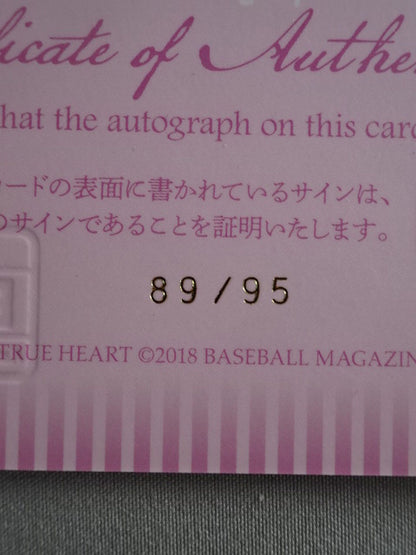 icate of Authe
hat the autograph on this card
ードの表面に書かれているサインは、
のサインであることを証明いたします。
89/95
TRUE HEART ©2018 BASEBALL MAGAZIN